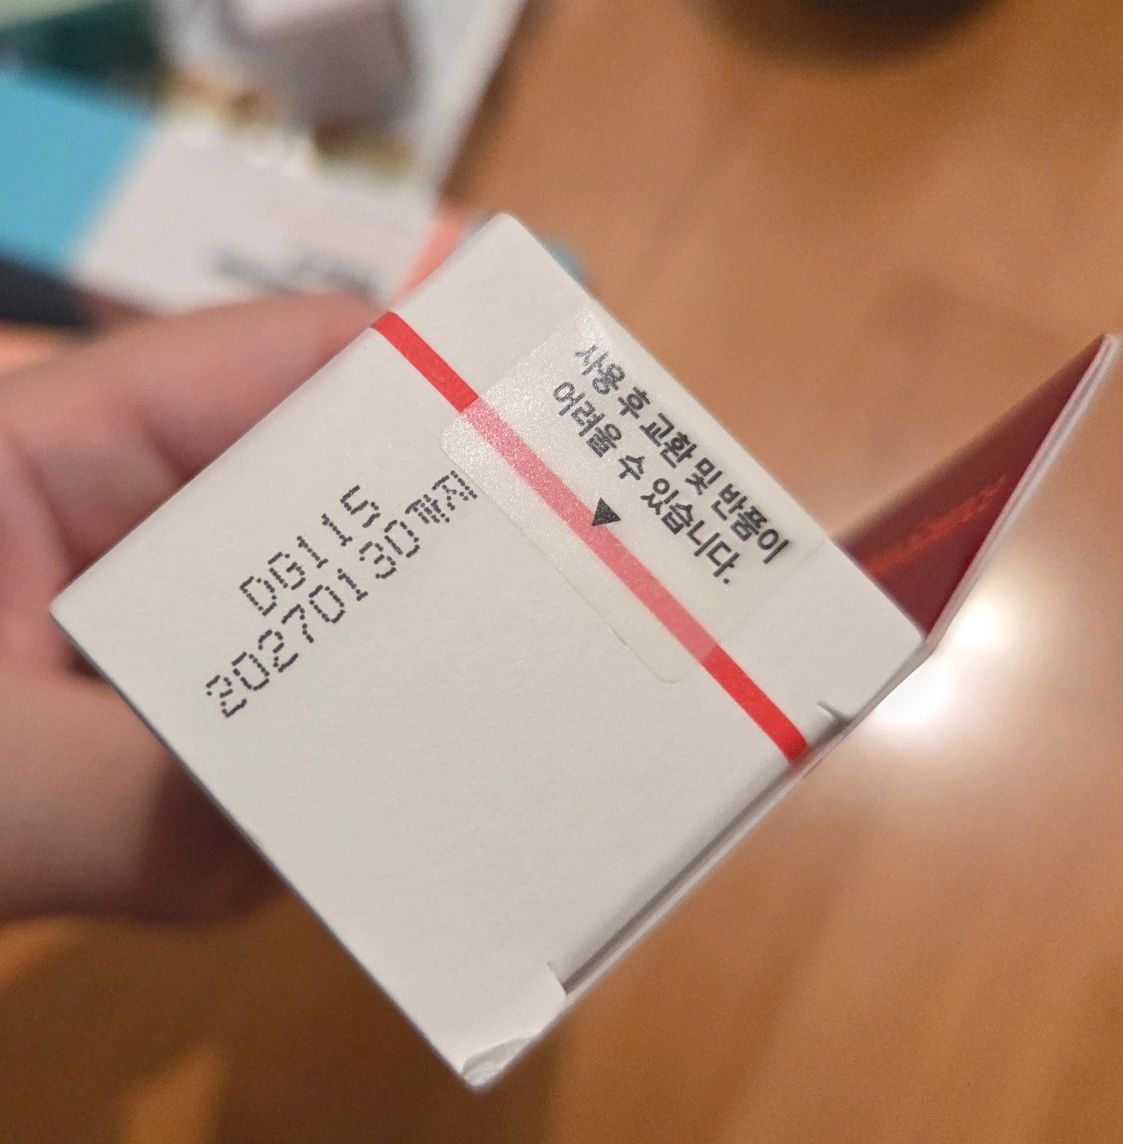 사용 후 교환 및 반품이
어려울 수 있습니다.
DG115
20270130까지